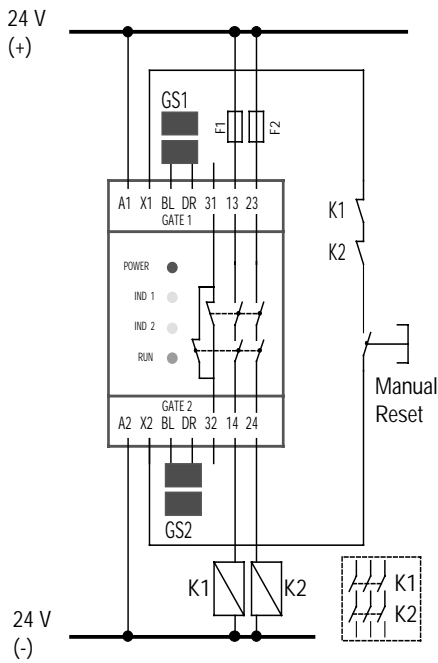 24 V
(+)
GS1
F1
F2
A1 X1 BL DR 31 13 23
GATE 1
K1
K2
POWER
IND 1
IND 2
RUN
Manual
Reset
GATE 2
A2 X2 BL DR 32 14 24
GS2
K1
K2
K1
K2
24 V
(-)